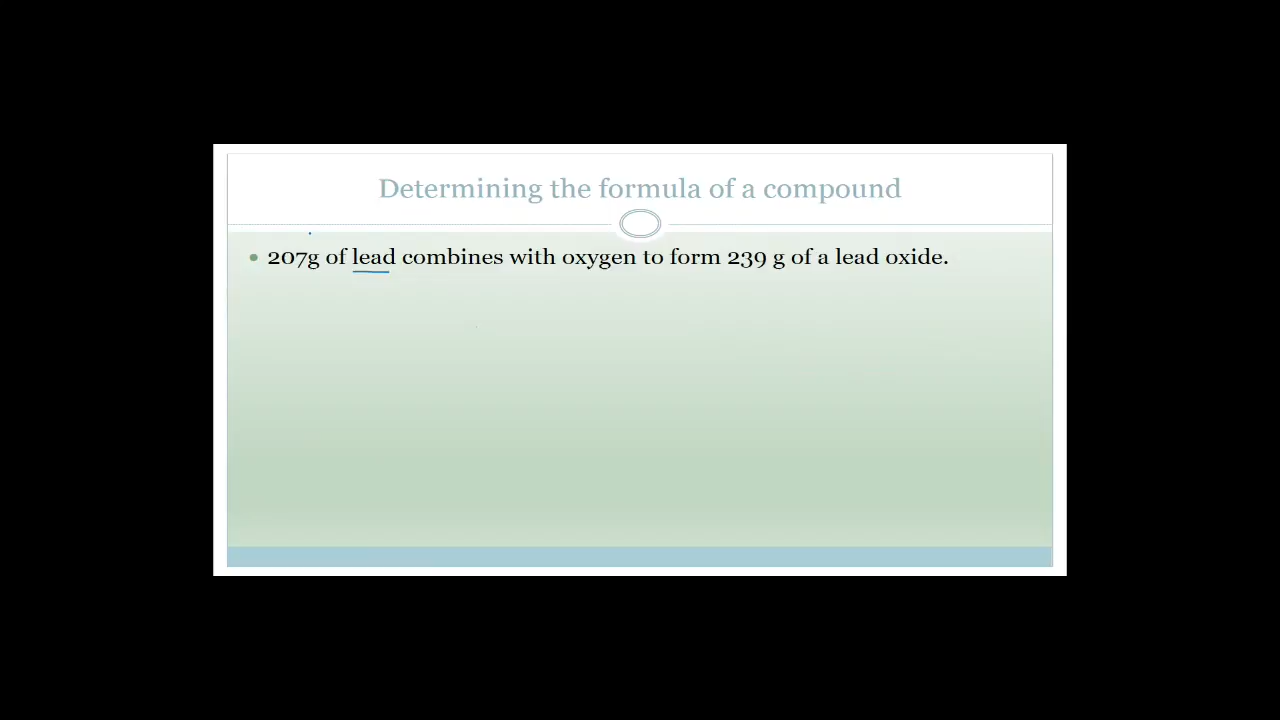 Determining the formula of a compound
207g of lead combines with oxygen to form 239 g of a lead oxide.